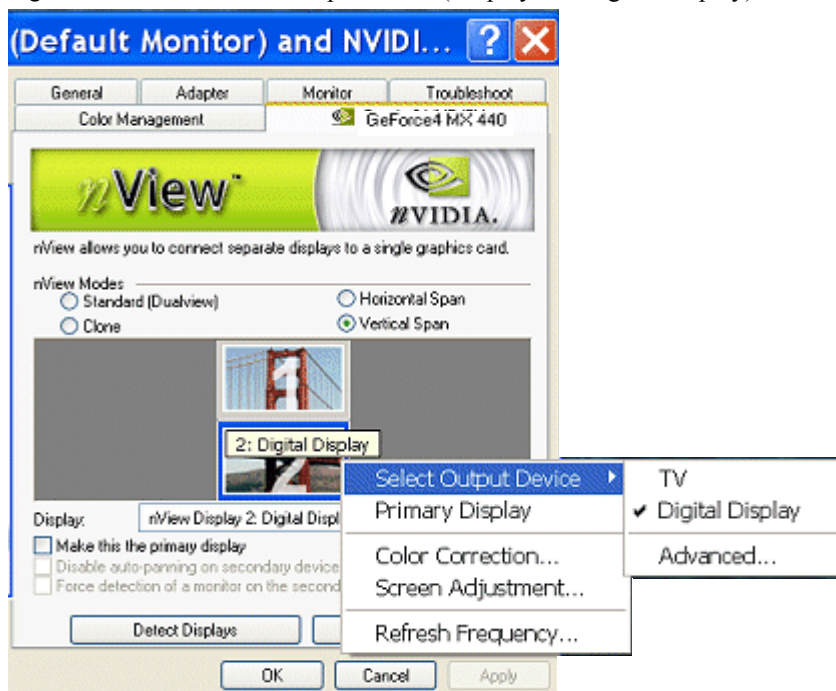 (Default Monitor) and NVIDI...
General Adapter Monitor Troubleshoot
Color Management GeForce4 MX 440
nView™
nVIDIA.
nView allows you to connect separate displays to a single graphics card.
nView Modes
Standard (Dualview) Horizontal Span
Clone Vertical Span
1
2: Digital Display
2
Select Output Device TV
Primary Display Digital Display
Color Correction... Advanced...
Screen Adjustment...
Refresh Frequency...
Display: nView Display 2: Digital Displ
Make this the primary display
Disable auto-panning on secondary device
Force detection of a monitor on the second
Detect Displays
OK Cancel Apply